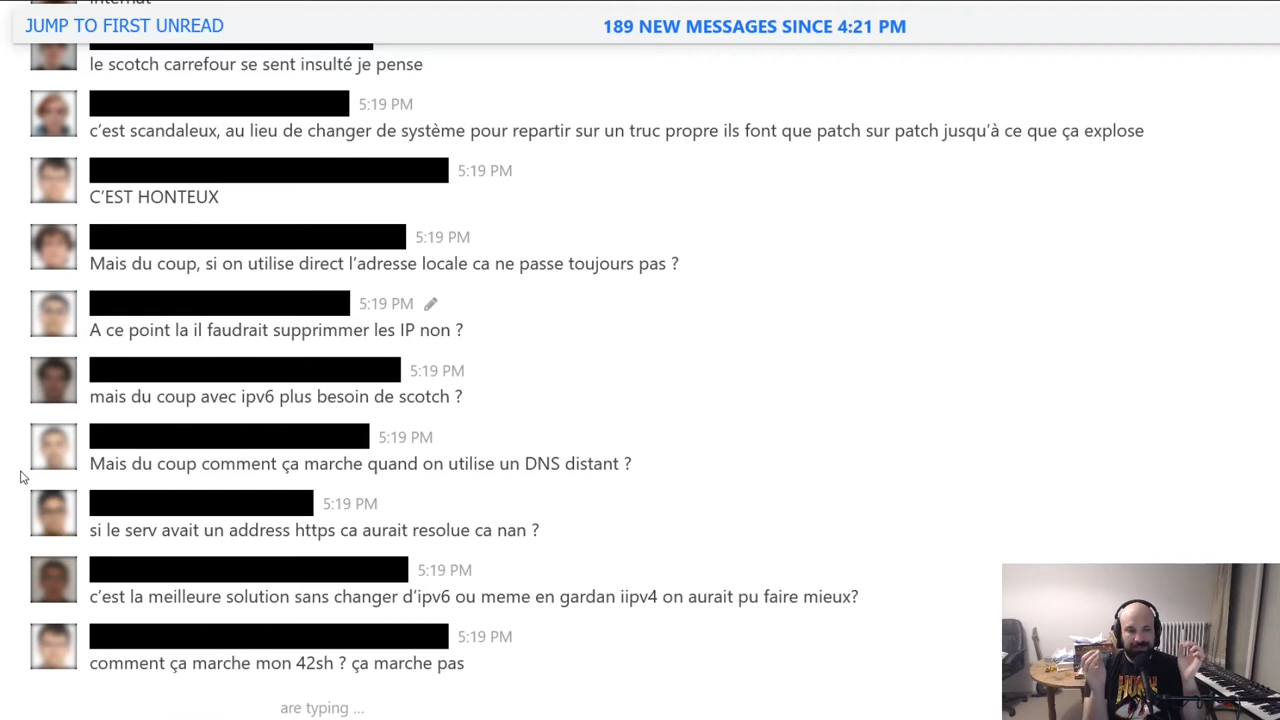 JUMP TO FIRST UNREAD
189 NEW MESSAGES SINCE 4:21 PM
le scotch carrefour se sent insulté je pense
5:19 PM
c’est scandaleux, au lieu de changer de système pour repartir sur un truc propre ils font que patch sur patch jusqu’à ce que ça explose
5:19 PM
C’EST HONTEUX
5:19 PM
Mais du coup, si on utilise direct l’adresse locale ca ne passe toujours pas ?
5:19 PM
A ce point la il faudrait supprimmer les IP non ?
5:19 PM
mais du coup avec ipv6 plus besoin de scotch ?
5:19 PM
Mais du coup comment ça marche quand on utilise un DNS distant ?
5:19 PM
si le serv avait un address https ca aurait resolue ca nan ?
5:19 PM
c’est la meilleure solution sans changer d’ipv6 ou meme en gardan iipv4 on aurait pu faire mieux?
5:19 PM
comment ça marche mon 42sh ? ça marche pas
are typing ...